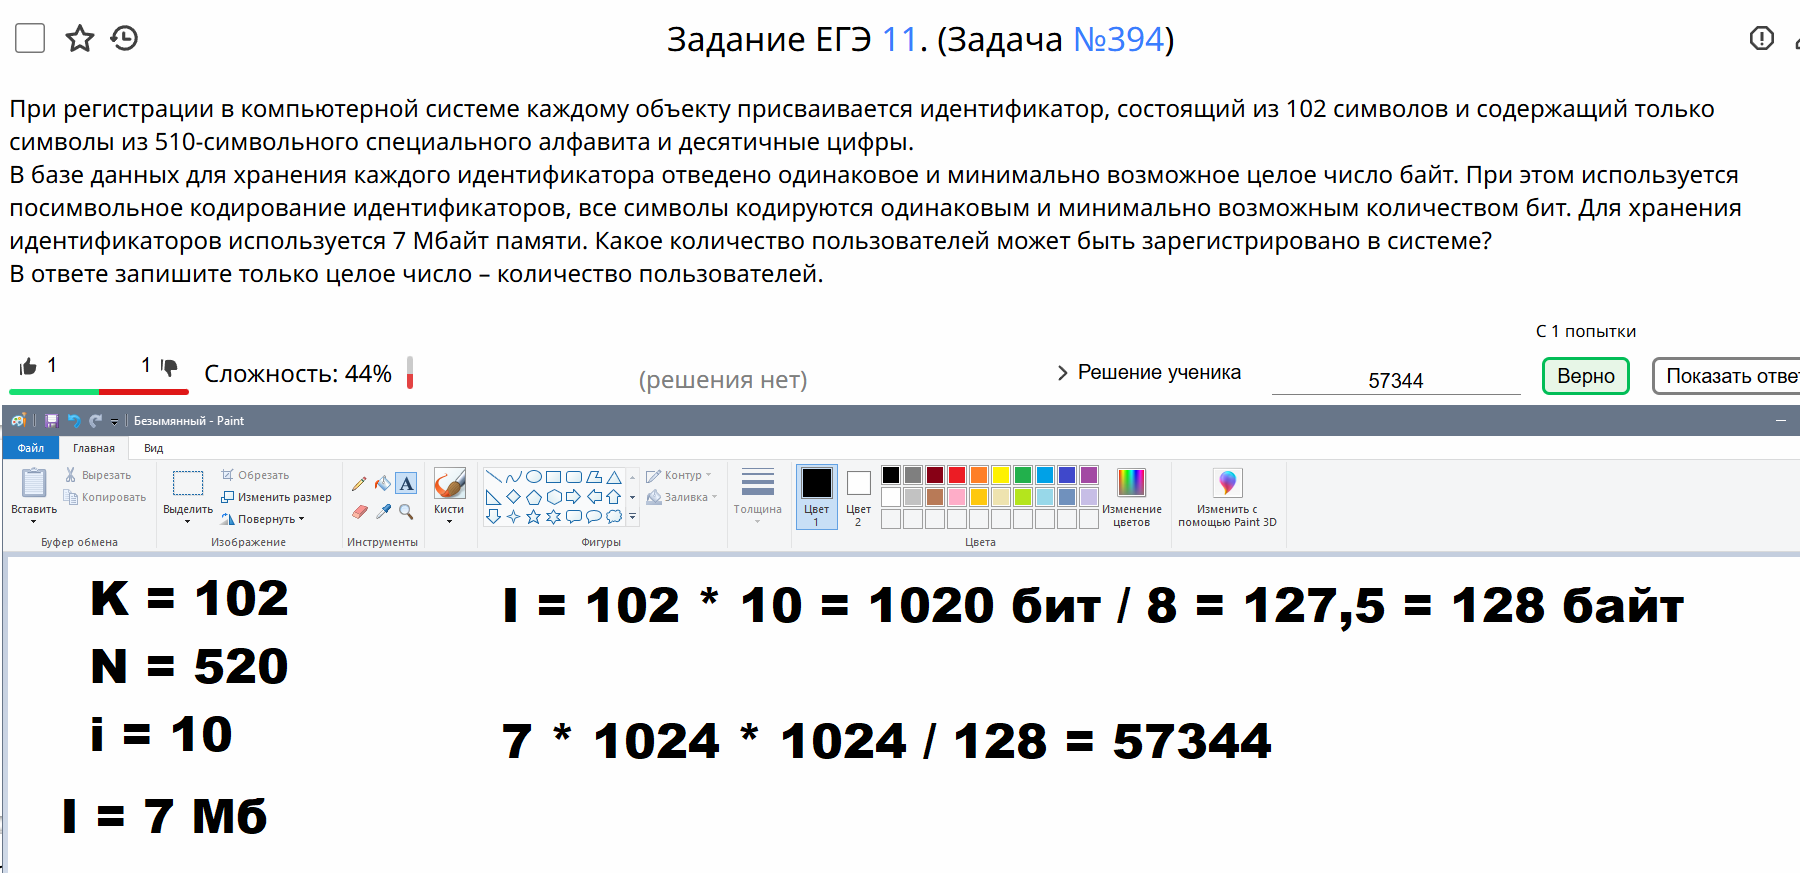 Задание ЕГЭ 11. (Задача №394)
При регистрации в компьютерной системе каждому объекту присваивается идентификатор, состоящий из 102 символов и содержащий только
символы из 510-символьного специального алфавита и десятичные цифры.
В базе данных для хранения каждого идентификатора отведено одинаковое и минимально возможное целое число байт. При этом используется
посимвольное кодирование идентификаторов, все символы кодируются одинаковым и минимально возможным количеством бит. Для хранения
идентификаторов используется 7 Мбайт памяти. Какое количество пользователей может быть зарегистрировано в системе?
В ответе запишите только целое число – количество пользователей.
С 1 попытки
1 1 Сложность: 44% (решения нет) Решение ученика 57344 Верно Показать отве
Безымянный - Paint
Файл Главная Вид
Вставить
Вырезать
Копировать
Буфер обмена
Выделить
Обрезать
Изменить размер
Повернуть
Изображение
A
Инструменты
Кисти
Контур
Заливка
Фигуры
Толщина
Цвет
1
Цвет
2
Изменение
цветов
Цвета
Изменить с
помощью Paint 3D
K = 102
N = 520
i = 10
I = 7 Мб
I = 102 * 10 = 1020 бит / 8 = 127,5 = 128 байт
7 * 1024 * 1024 / 128 = 57344